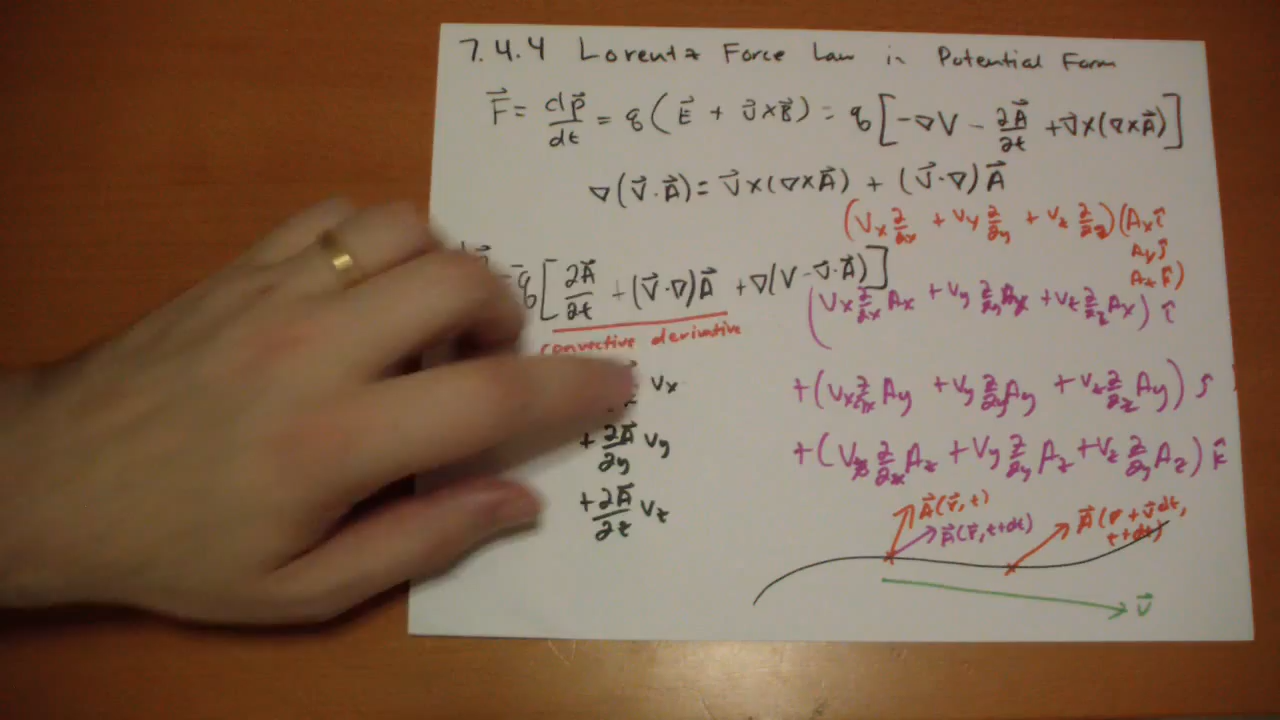 7.4.4 Lorentz Force Law in Potential Form
F⃗ = dp⃗/dt = q(E⃗ + v⃗×B⃗) = q[-∇V - ∂A⃗/∂t + v⃗×(∇×A⃗)]
∇(v⃗·A⃗) = v⃗×(∇×A⃗) + (v⃗·∇)A⃗
(Vx ∂/∂x + Vy ∂/∂y + Vz ∂/∂z)(Ax î
Ay ĵ
Az k̂)
q[∂A⃗/∂t + (v⃗·∇)A⃗ + ∇(V - v⃗·A⃗)]
(Vx ∂/∂x Ax + Vy ∂/∂y Ax + Vz ∂/∂z Ax) î
convective derivative
Vx
+(Vx ∂/∂x Ay + Vy ∂/∂y Ay + Vz ∂/∂z Ay) ĵ
+ ∂A⃗/∂y Vy
+(Vx ∂/∂x Az + Vy ∂/∂y Az + Vz ∂/∂y Az) k̂
+ ∂A⃗/∂z Vz
A⃗(r⃗, t)
A⃗(r⃗, t+dt)
A⃗(r⃗ + v⃗dt,
t+dt)
v⃗